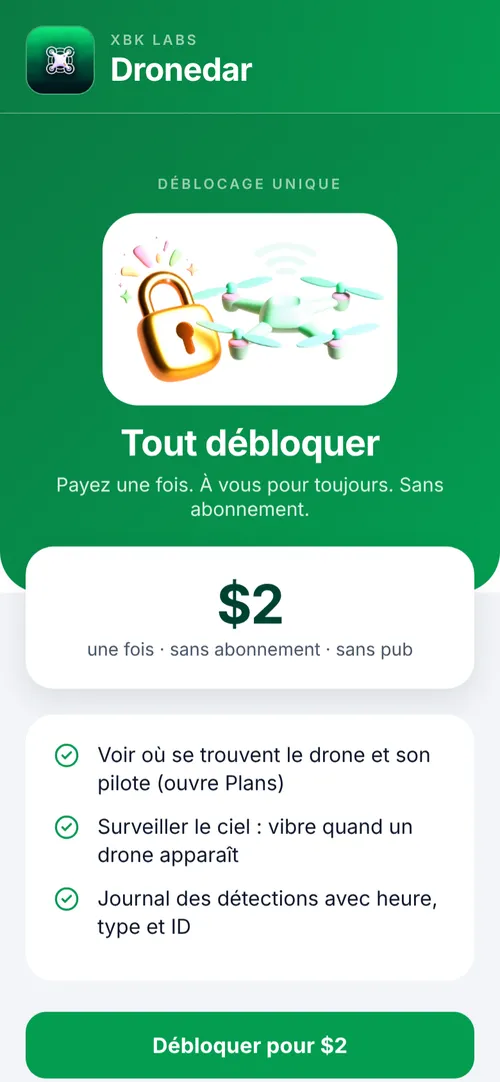 XBK LABS
Dronedar
DÉBLOCAGE UNIQUE
Tout débloquer
Payez une fois. À vous pour toujours. Sans
abonnement.
$2
une fois · sans abonnement · sans pub
Voir où se trouvent le drone et son
pilote (ouvre Plans)
Surveiller le ciel : vibre quand un
drone apparaît
Journal des détections avec heure,
type et ID
Débloquer pour $2